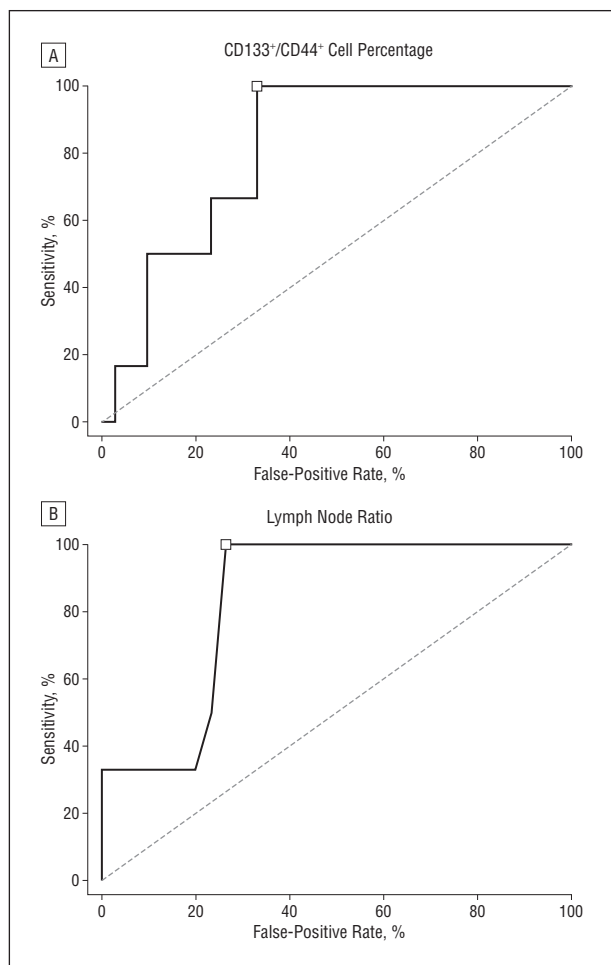 A
CD133⁺/CD44⁺ Cell Percentage
100
80
60
40
20
0
Sensitivity, %
0 20 40 60 80 100
False-Positive Rate, %
B
Lymph Node Ratio
100
80
60
40
20
0
Sensitivity, %
0 20 40 60 80 100
False-Positive Rate, %